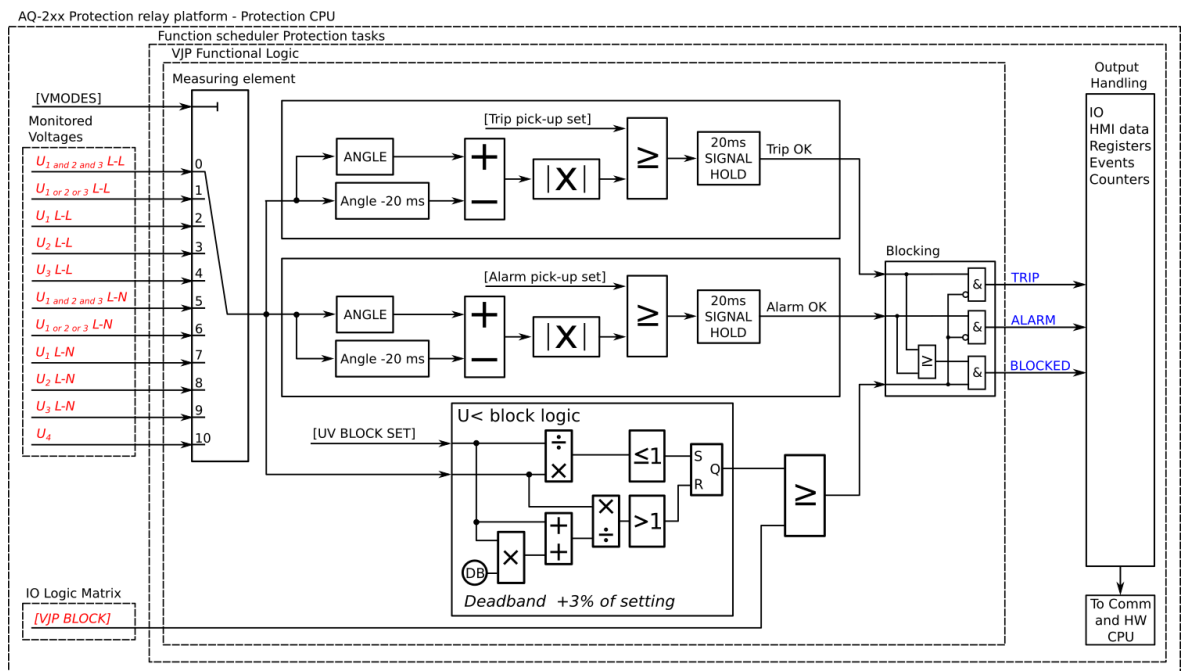 AQ-2xx Protection relay platform - Protection CPU
Function scheduler Protection tasks
VJP Functional Logic
Measuring element
[VMODES]
Monitored
Voltages
U1 and 2 and 3 L-L
U1 or 2 or 3 L-L
U1 L-L
U2 L-L
U3 L-L
U1 and 2 and 3 L-N
U1 or 2 or 3 L-N
U1 L-N
U2 L-N
U3 L-N
U4
0
1
2
3
4
5
6
7
8
9
10
[Trip pick-up set]
ANGLE
Angle -20 ms
+
−
|X|
≥
20ms
SIGNAL
HOLD
Trip OK
[Alarm pick-up set]
ANGLE
Angle -20 ms
+
−
|X|
≥
20ms
SIGNAL
HOLD
Alarm OK
U< block logic
[UV BLOCK SET]
÷
×
≤1
S
R
Q
×
÷
>1
+
+
×
DB
Deadband +3% of setting
≥
Blocking
&
&
≥
&
TRIP
ALARM
BLOCKED
Output
Handling
IO
HMI data
Registers
Events
Counters
To Comm
and HW
CPU
IO Logic Matrix
[VJP BLOCK]